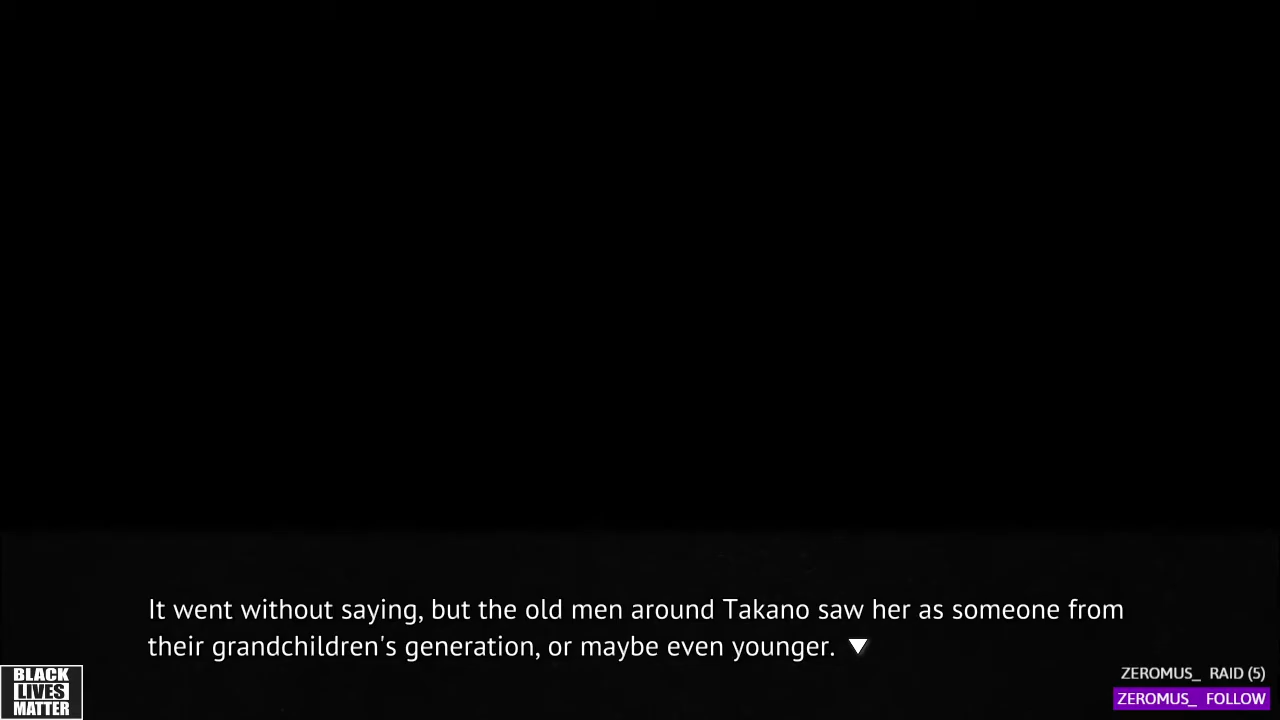 It went without saying, but the old men around Takano saw her as someone from
their grandchildren's generation, or maybe even younger.
BLACK
LIVES
MATTER
ZEROMUS_ RAID (5)
ZEROMUS_ FOLLOW